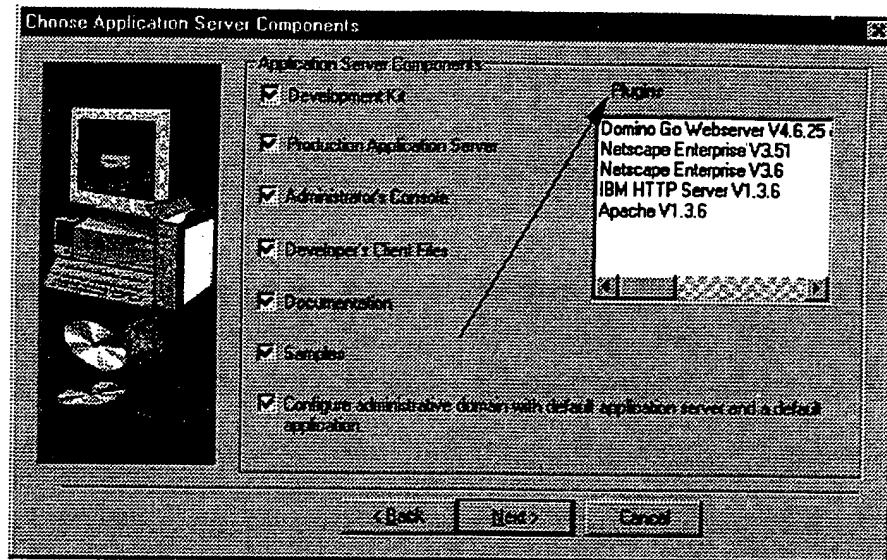 Choose Application Server Components
Application Server Components
Development Kit
Production Application Server
Administrator's Console
Developer's Client Files
Documentation
Samples
Configure administrative domain with default application server and a default
application.
Plugins
Domino Go Webserver V4.6.25
Netscape Enterprise V3.51
Netscape Enterprise V3.6
IBM HTTP Server V1.3.6
Apache V1.3.6
< Back
Next >
Cancel